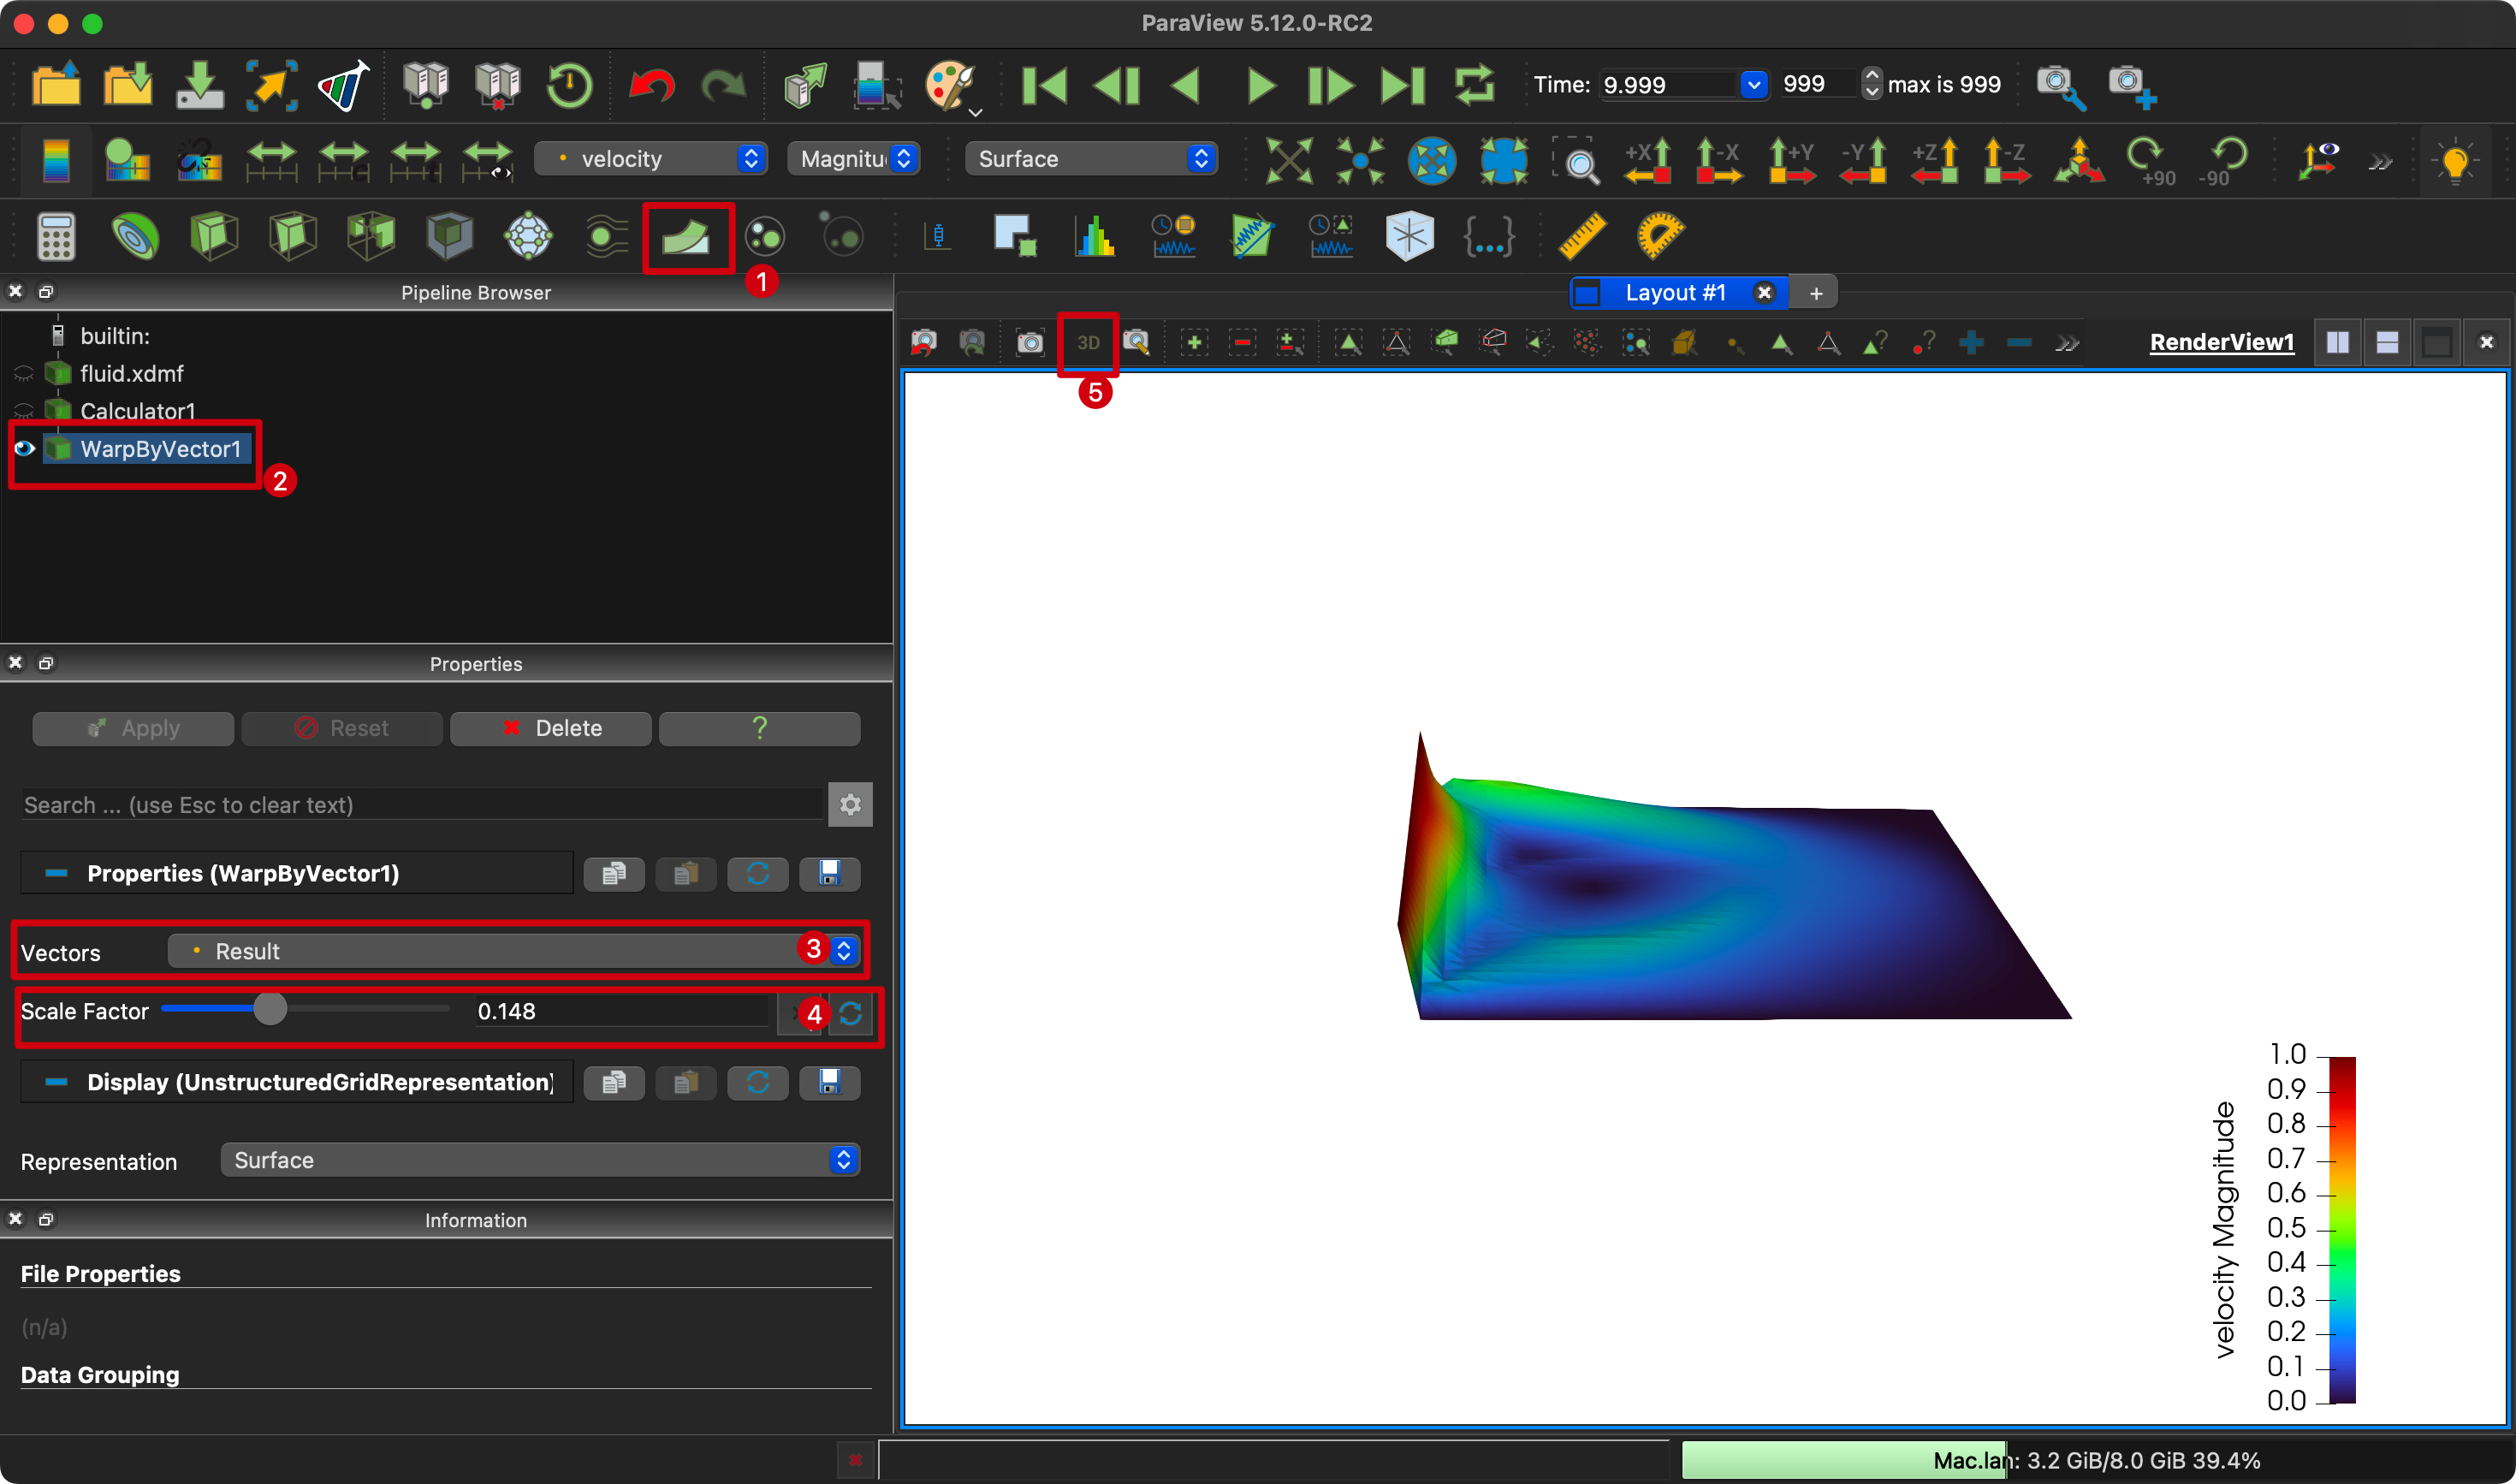 ParaView 5.12.0-RC2
Time: 9.999 999 max is 999
velocity Magnitu Surface
+X -X +Y -Y +Z -Z +90 -90
1
Pipeline Browser
builtin:
fluid.xdmf
Calculator1
WarpByVector1
2
Properties
Apply Reset Delete ?
Search ... (use Esc to clear text)
Properties (WarpByVector1)
Vectors Result 3
Scale Factor 0.148 4
Display (UnstructuredGridRepresentation)
Representation Surface
Information
File Properties
(n/a)
Data Grouping
Layout #1 +
3D RenderView1
5
velocity Magnitude
1.0
0.9
0.8
0.7
0.6
0.5
0.4
0.3
0.2
0.1
0.0
Mac.lan: 3.2 GiB/8.0 GiB 39.4%